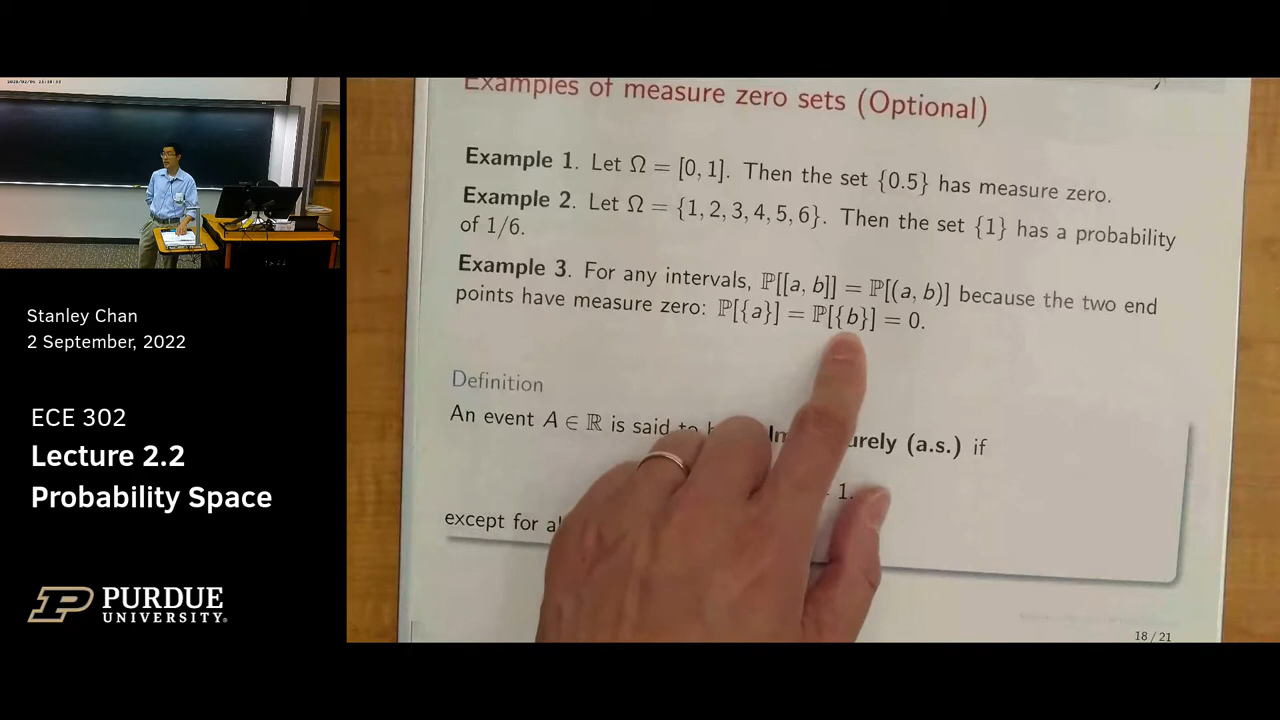 Stanley Chan
2 September, 2022
ECE 302
Lecture 2.2
Probability Space
PURDUE
UNIVERSITY.
Examples of measure zero sets (Optional)
Example 1. Let Ω = [0, 1]. Then the set {0.5} has measure zero.
Example 2. Let Ω = {1, 2, 3, 4, 5, 6}. Then the set {1} has a probability
of 1/6.
Example 3. For any intervals, ℙ[[a, b]] = ℙ[(a, b)] because the two end
points have measure zero: ℙ[{a}] = ℙ[{b}] = 0.
Definition
An event A ∈ ℝ is said to (a.s.) if
1.
except for
18 / 21